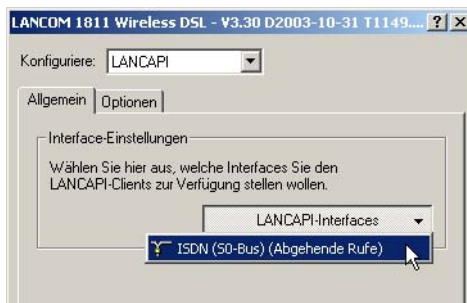 LANCOM 1811 Wireless DSL - V3.30 D2003-10-31 T1149....
Konfiguriere: LANCAPI
Allgemein Optionen
Interface-Einstellungen
Wählen Sie hier aus, welche Interfaces Sie den
LANCAPI-Clients zur Verfügung stellen wollen.
LANCAPI-Interfaces
ISDN (S0-Bus) (Abgehende Rufe)